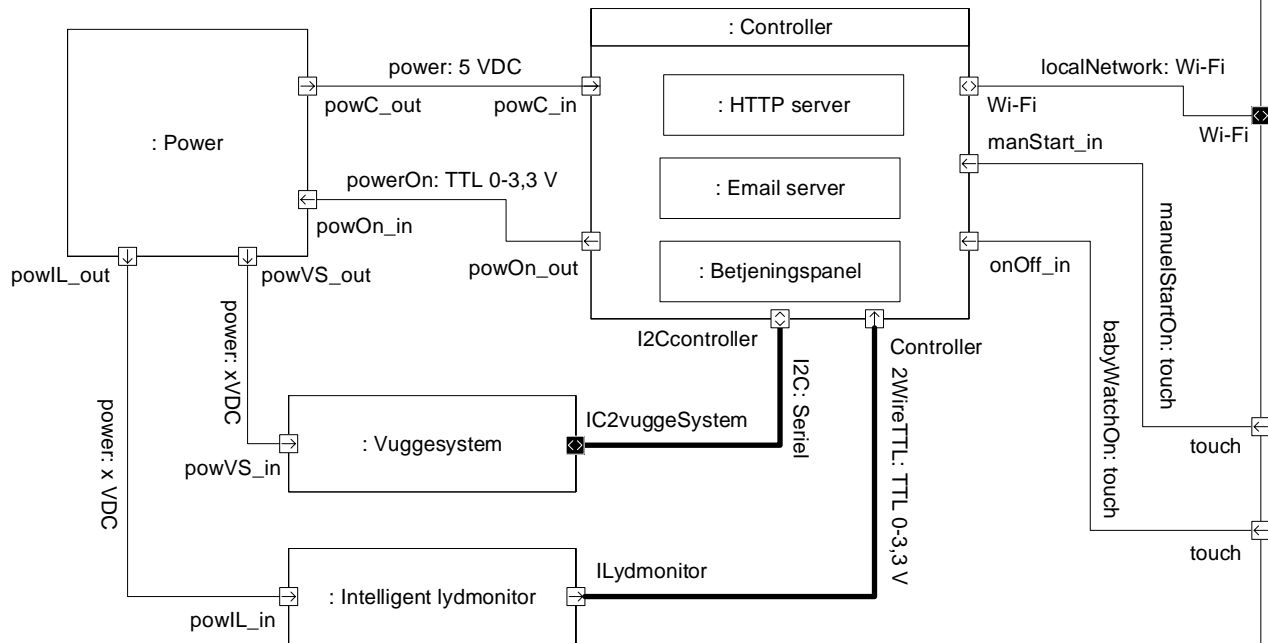 : Controller
power: 5 VDC
localNetwork: Wi-Fi
powC_out
powC_in
: HTTP server
Wi-Fi
Wi-Fi
: Power
manStart_in
powerOn: TTL 0-3,3 V
: Email server
powOn_in
powIL_out
powVS_out
powOn_out
: Betjeningspanel
onOff_in
manuelStartOn: touch
I2Ccontroller
Controller
power: xVDC
power: x VDC
I2C: Seriel
2WireTTL: TTL 0-3,3 V
babyWatchOn: touch
IC2vuggeSystem
: Vuggesystem
touch
powVS_in
touch
ILydmonitor
: Intelligent lydmonitor
powIL_in